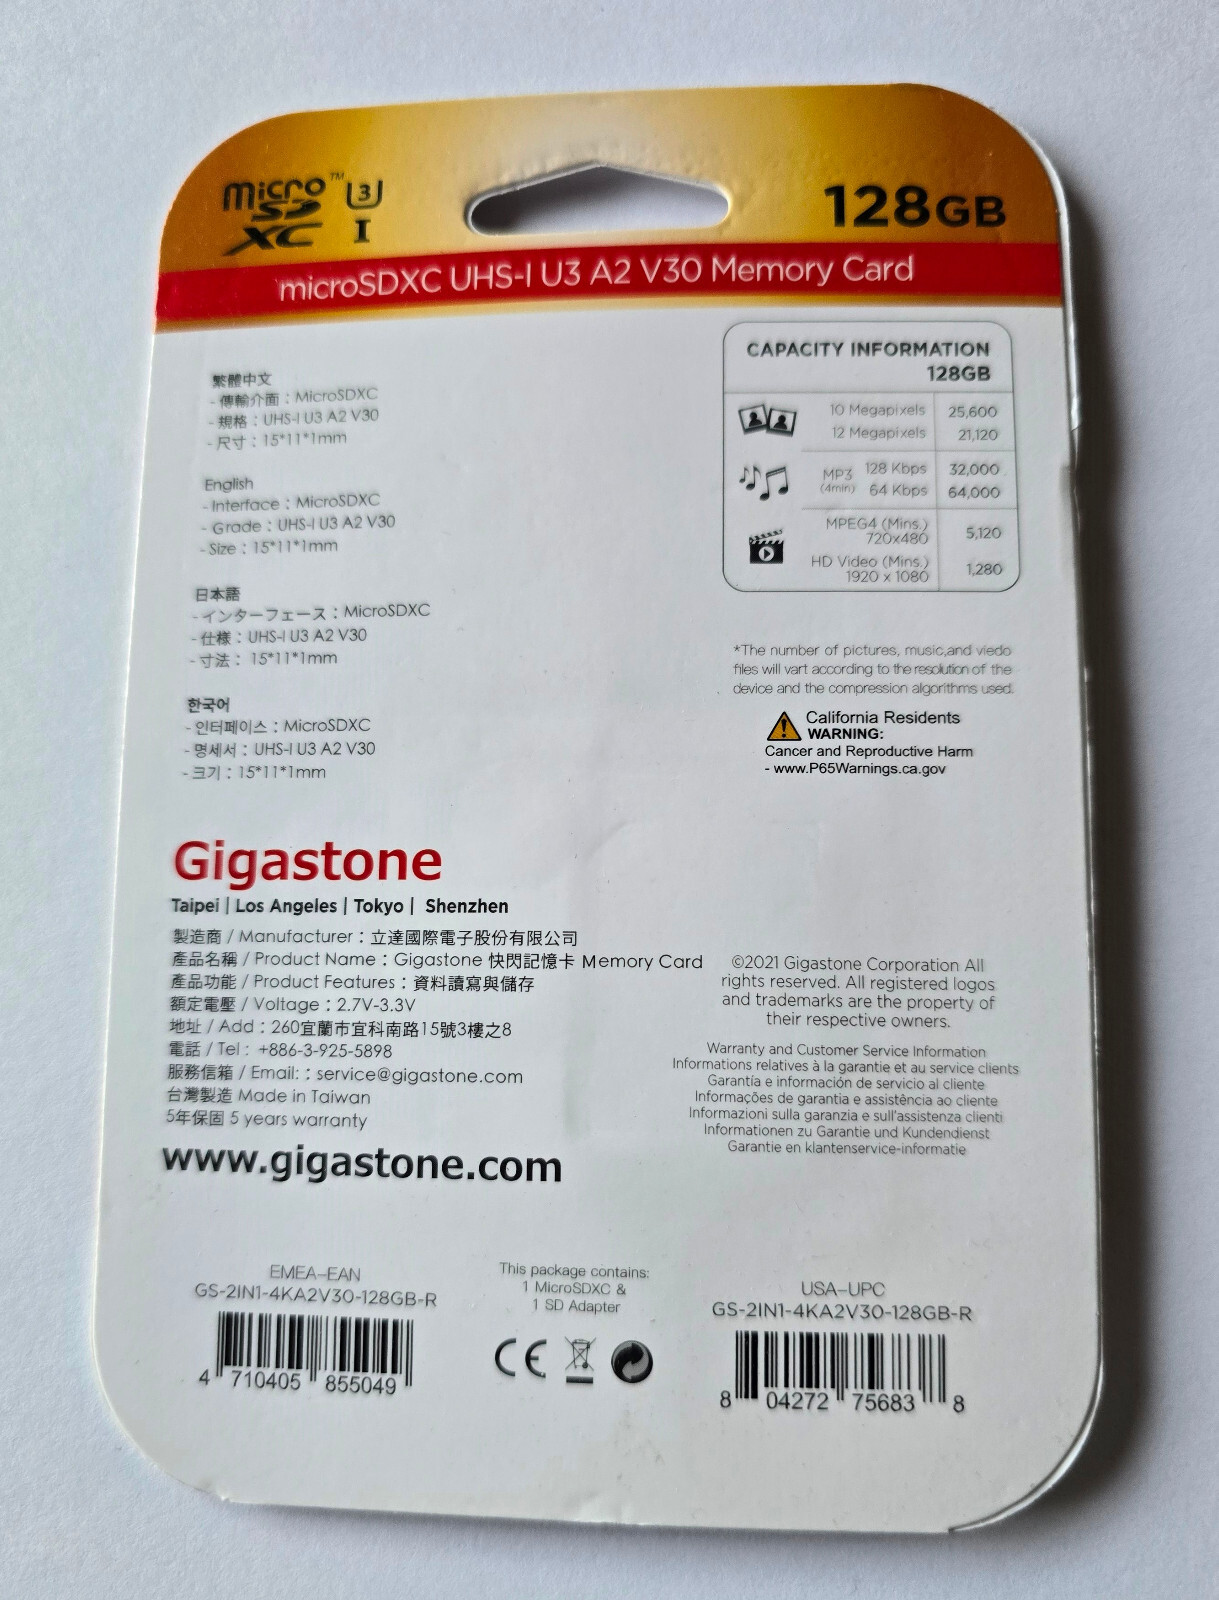 micro SD XC ™ U3 I
128GB
microSDXC UHS-I U3 A2 V30 Memory Card
繁體中文
- 傳輸介面：MicroSDXC
- 規格：UHS-I U3 A2 V30
- 尺寸：15*11*1mm
English
- Interface : MicroSDXC
- Grade : UHS-I U3 A2 V30
- Size : 15*11*1mm
日本語
- インターフェース：MicroSDXC
- 仕樣：UHS-I U3 A2 V30
- 寸法： 15*11*1mm
한국어
- 인터페이스 : MicroSDXC
- 명세서 : UHS-I U3 A2 V30
- 크기 : 15*11*1mm
CAPACITY INFORMATION
128GB
10 Megapixels 25,600
12 Megapixels 21,120
MP3 (4min) 128 Kbps 32,000
64 Kbps 64,000
MPEG4 (Mins.) 720x480 5,120
HD Video (Mins.) 1920 x 1080 1,280
*The number of pictures, music,and viedo
files will vart according to the resolution of the
device and the compression algorithms used.
California Residents
WARNING:
Cancer and Reproductive Harm
- www.P65Warnings.ca.gov
Gigastone
Taipei | Los Angeles | Tokyo | Shenzhen
製造商 / Manufacturer：立達國際電子股份有限公司
產品名稱 / Product Name：Gigastone 快閃記憶卡 Memory Card
產品功能 / Product Features：資料讀寫與儲存
額定電壓 / Voltage：2.7V-3.3V
地址 / Add：260宜蘭市宜科南路15號3樓之8
電話 / Tel : +886-3-925-5898
服務信箱 / Email: : service@gigastone.com
台灣製造 Made in Taiwan
5年保固 5 years warranty
www.gigastone.com
©2021 Gigastone Corporation All
rights reserved. All registered logos
and trademarks are the property of
their respective owners.
Warranty and Customer Service Information
Informations relatives à la garantie et au service clients
Garantía e información de servicio al cliente
Informações de garantia e assistência ao cliente
Informazioni sulla garanzia e sull'assistenza clienti
Informationen zu Garantie und Kundendienst
Garantie en klantenservice-informatie
EMEA-EAN
GS-2IN1-4KA2V30-128GB-R
4 710405 855049
This package contains:
1 MicroSDXC &
1 SD Adapter
CE
USA-UPC
GS-2IN1-4KA2V30-128GB-R
8 04272 75683 8